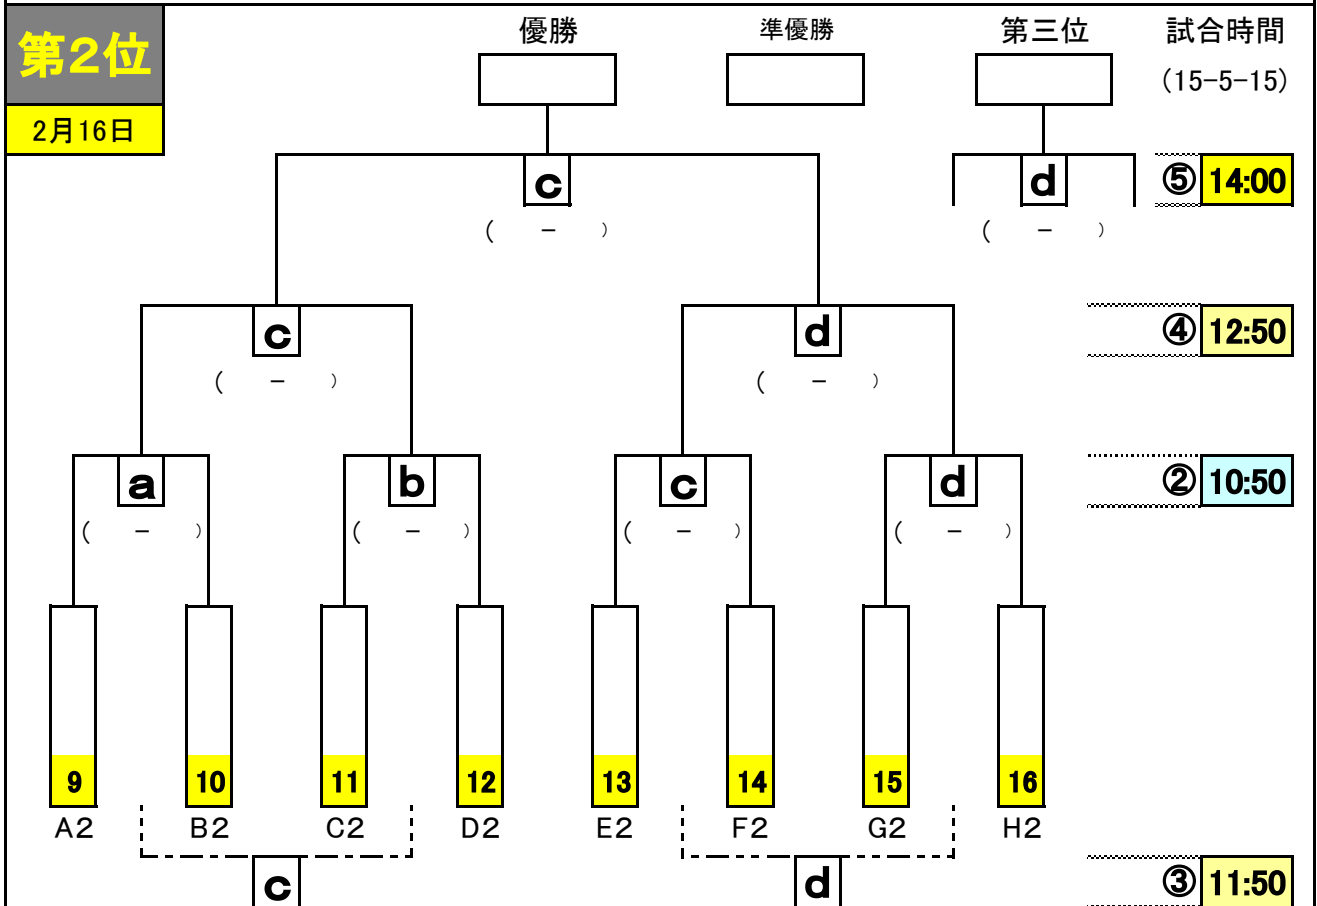 第2位
2月16日
優勝
準優勝
第三位
試合時間
(15-5-15)
c
d
⑤ 14:00
( - )
( - )
c
d
④ 12:50
( - )
( - )
a
b
c
d
② 10:50
( - )
( - )
( - )
( - )
9
10
11
12
13
14
15
16
A2
B2
C2
D2
E2
F2
G2
H2
c
d
③ 11:50